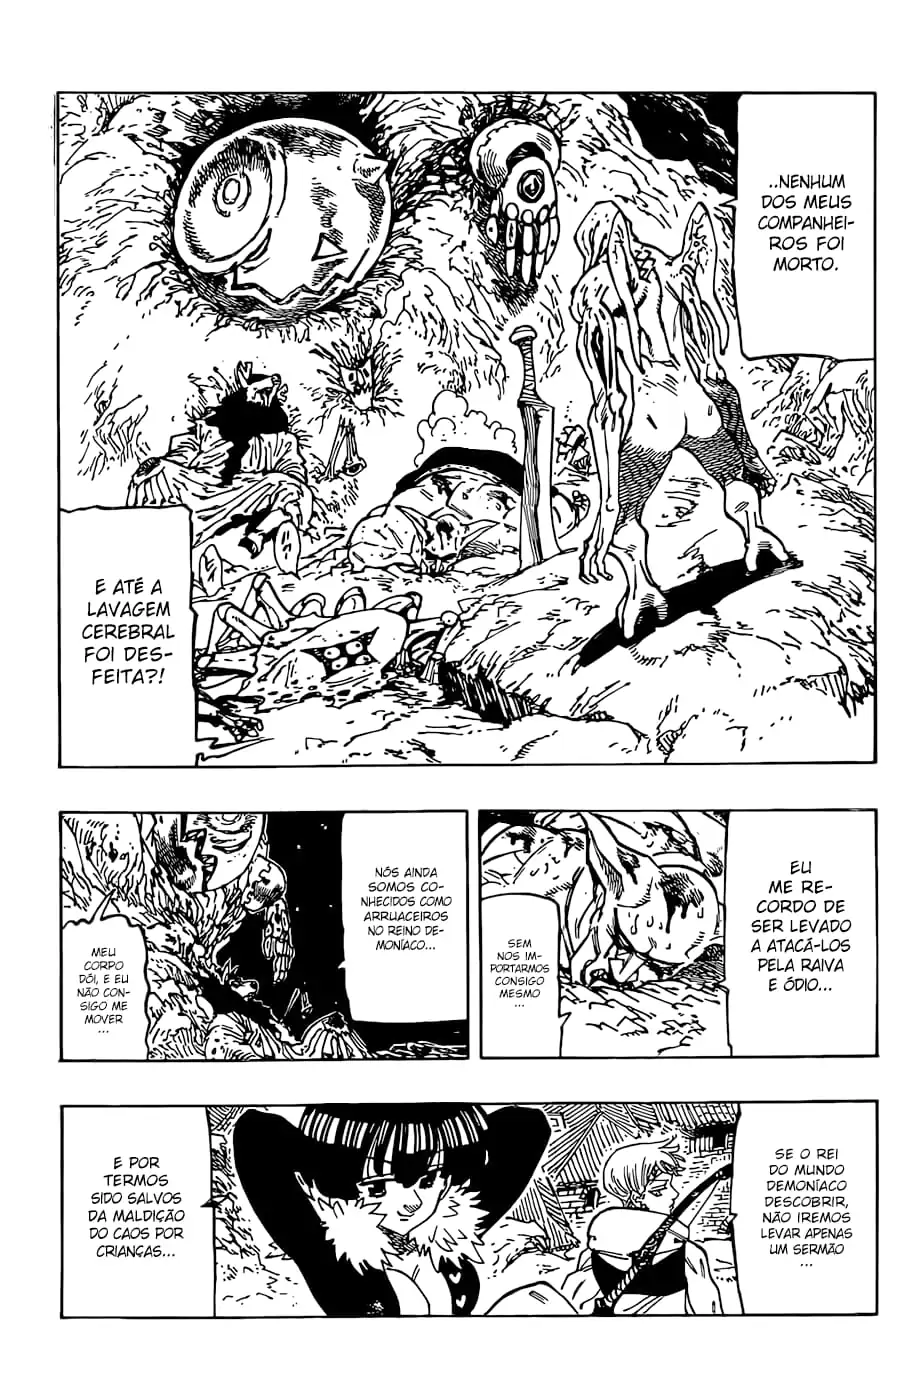 ..NENHUM
DOS MEUS
COMPANHEI-
ROS FOI
MORTO.
E ATÉ A
LAVAGEM
CEREBRAL
FOI DES-
FEITA?!
EU
ME RE-
CORDO DE
SER LEVADO
A ATACÃ-LOS
PELA RAIVA
E ÓDIO...
SEM
NOS IM-
PORTARMOS
CONSIGO
MESMO
...
NÓS AINDA
SOMOS CO-
NHECIDOS COMO
ARRUACEIROS
NO REINO DE-
MONÍACO...
MEU
CORPO
DÓI, E EU
NÃO CON-
SIGO ME
MOVER
...
SE O REI
DO MUNDO
DEMONÍACO
DESCOBRIR,
NÃO IREMOS
LEVAR APENAS
UM SERMÃO
...
E POR
TERMOS
SIDO SALVOS
DA MALDIÇÃO
DO CAOS POR
CRIANÇAS...